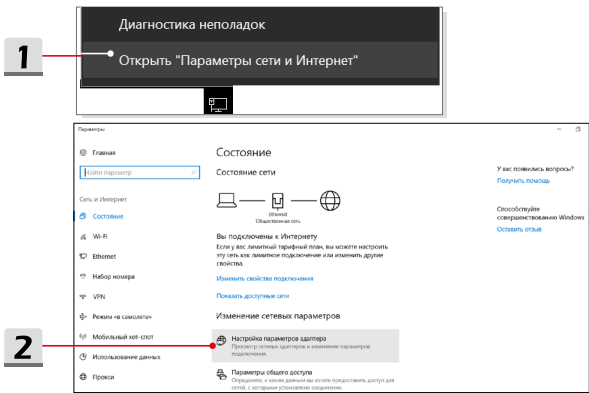 Диагностика неполадок
1
Открыть "Параметры сети и Интернет"
Параметры
Главная
Найти параметр
Сеть и Интернет
Состояние
Wi-Fi
Ethernet
Набор номера
VPN
Режим «в самолете»
Мобильный хот-спот
Использование данных
Прокси
2
Состояние
Состояние сети
Ethernet
Общественная сеть
Вы подключены к Интернету
Если у вас лимитный тарифный план, вы можете настроить
эту сеть как лимитное подключение или изменить другие
свойства.
Изменить свойства подключения
Показать доступные сети
Изменение сетевых параметров
Настройка параметров адаптера
Просмотр сетевых адаптеров и изменение параметров
подключения.
Параметры общего доступа
Определите, к каким данным вы хотите предоставить доступ для
сетей, с которыми установлено соединение.
У вас появились вопросы?
Получить помощь
Способствуйте
совершенствованию Windows
Оставить отзыв